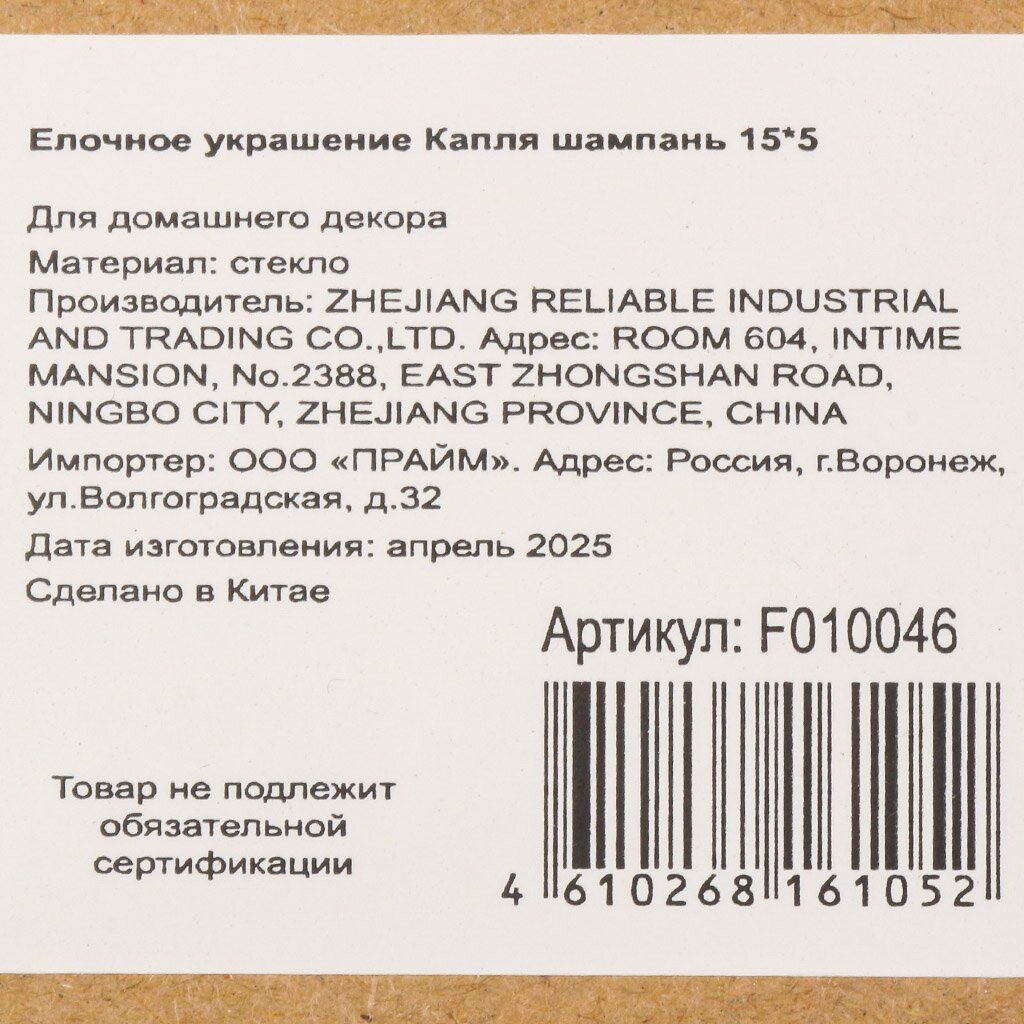 Елочное украшение Капля шампань 15*5
Для домашнего декора
Материал: стекло
Производитель: ZHEJIANG RELIABLE INDUSTRIAL
AND TRADING CO.,LTD. Адрес: ROOM 604, INTIME
MANSION, No.2388, EAST ZHONGSHAN ROAD,
NINGBO CITY, ZHEJIANG PROVINCE, CHINA
Импортер: ООО «ПРАЙМ». Адрес: Россия, г.Воронеж,
ул.Волгоградская, д.32
Дата изготовления: апрель 2025
Сделано в Китае
Артикул: F010046
Товар не подлежит
обязательной
сертификации
4 610268 161052